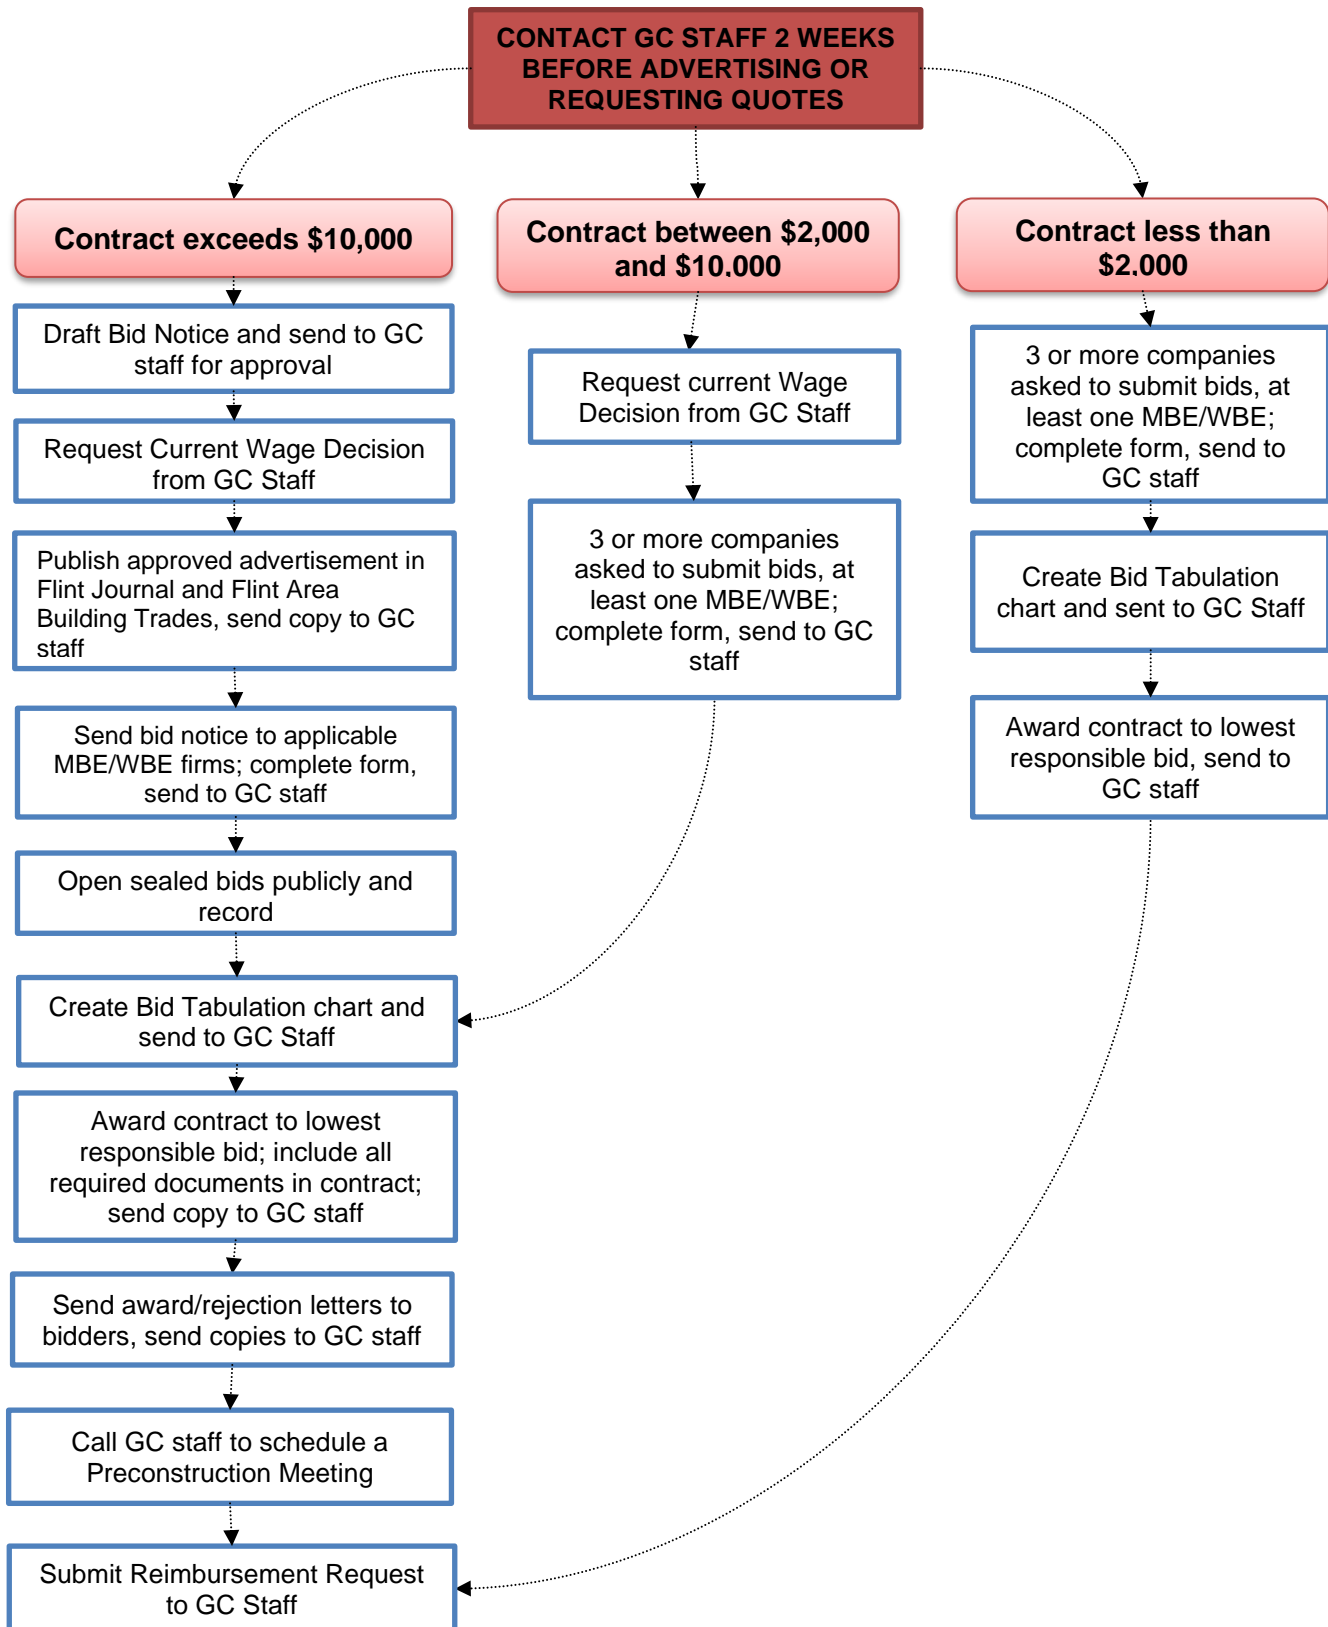 CONTACT GC STAFF 2 WEEKS
BEFORE ADVERTISING OR
REQUESTING QUOTES
Contract exceeds $10,000
Draft Bid Notice and send to GC
staff for approval
Request Current Wage Decision
from GC Staff
Publish approved advertisement in
Flint Journal and Flint Area
Building Trades, send copy to GC
staff
Send bid notice to applicable
MBE/WBE firms; complete form,
send to GC staff
Open sealed bids publicly and
record
Create Bid Tabulation chart and
send to GC Staff
Award contract to lowest
responsible bid; include all
required documents in contract;
send copy to GC staff
Send award/rejection letters to
bidders, send copies to GC staff
Call GC staff to schedule a
Preconstruction Meeting
Submit Reimbursement Request
to GC Staff
Contract between $2,000
and $10,000
Request current Wage
Decision from GC Staff
3 or more companies
asked to submit bids, at
least one MBE/WBE;
complete form, send to GC
staff
Contract less than
$2,000
3 or more companies
asked to submit bids, at
least one MBE/WBE;
complete form, send to
GC staff
Create Bid Tabulation
chart and sent to GC Staff
Award contract to lowest
responsible bid, send to
GC staff